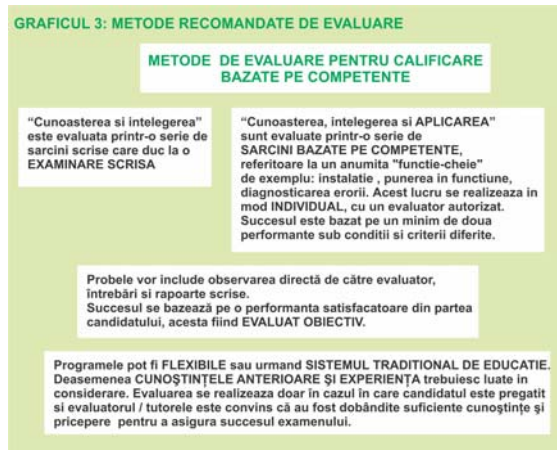 GRAFICUL 3: METODE RECOMANDATE DE EVALUARE
METODE DE EVALUARE PENTRU CALIFICARE
BAZATE PE COMPETENTE
“Cunoasterea si intelegerea”
este evaluata printr-o serie de
sarcini scrise care duc la o
EXAMINARE SCRISA
“Cunoasterea, intelegerea si APLICAREA”
sunt evaluate printr-o serie de
SARCINI BAZATE PE COMPETENTE,
referitoare la un anumita "functie-cheie"
de exemplu: instalatie , punerea in functiune,
diagnosticarea erorii. Acest lucru se realizeaza in
mod INDIVIDUAL, cu un evaluator autorizat.
Succesul este bazat pe un minim de doua
performante sub conditii si criterii diferite.
Probele vor include observarea directă de către evaluator,
întrebări si rapoarte scrise.
Succesul se bazează pe o performanta satisfacatoare din partea
candidatului, acesta fiind EVALUAT OBIECTIV.
Programele pot fi FLEXIBILE sau urmand SISTEMUL TRADITIONAL DE EDUCATIE.
Deasemenea CUNOŞTINŢELE ANTERIOARE ŞI EXPERIENŢA trebuiesc luate in
considerare. Evaluarea se realizeaza doar în cazul în care candidatul este pregatit
si evaluatorul / tutorele este convins că au fost dobândite suficiente cunoştinţe şi
pricepere pentru a asigura succesul examenului.